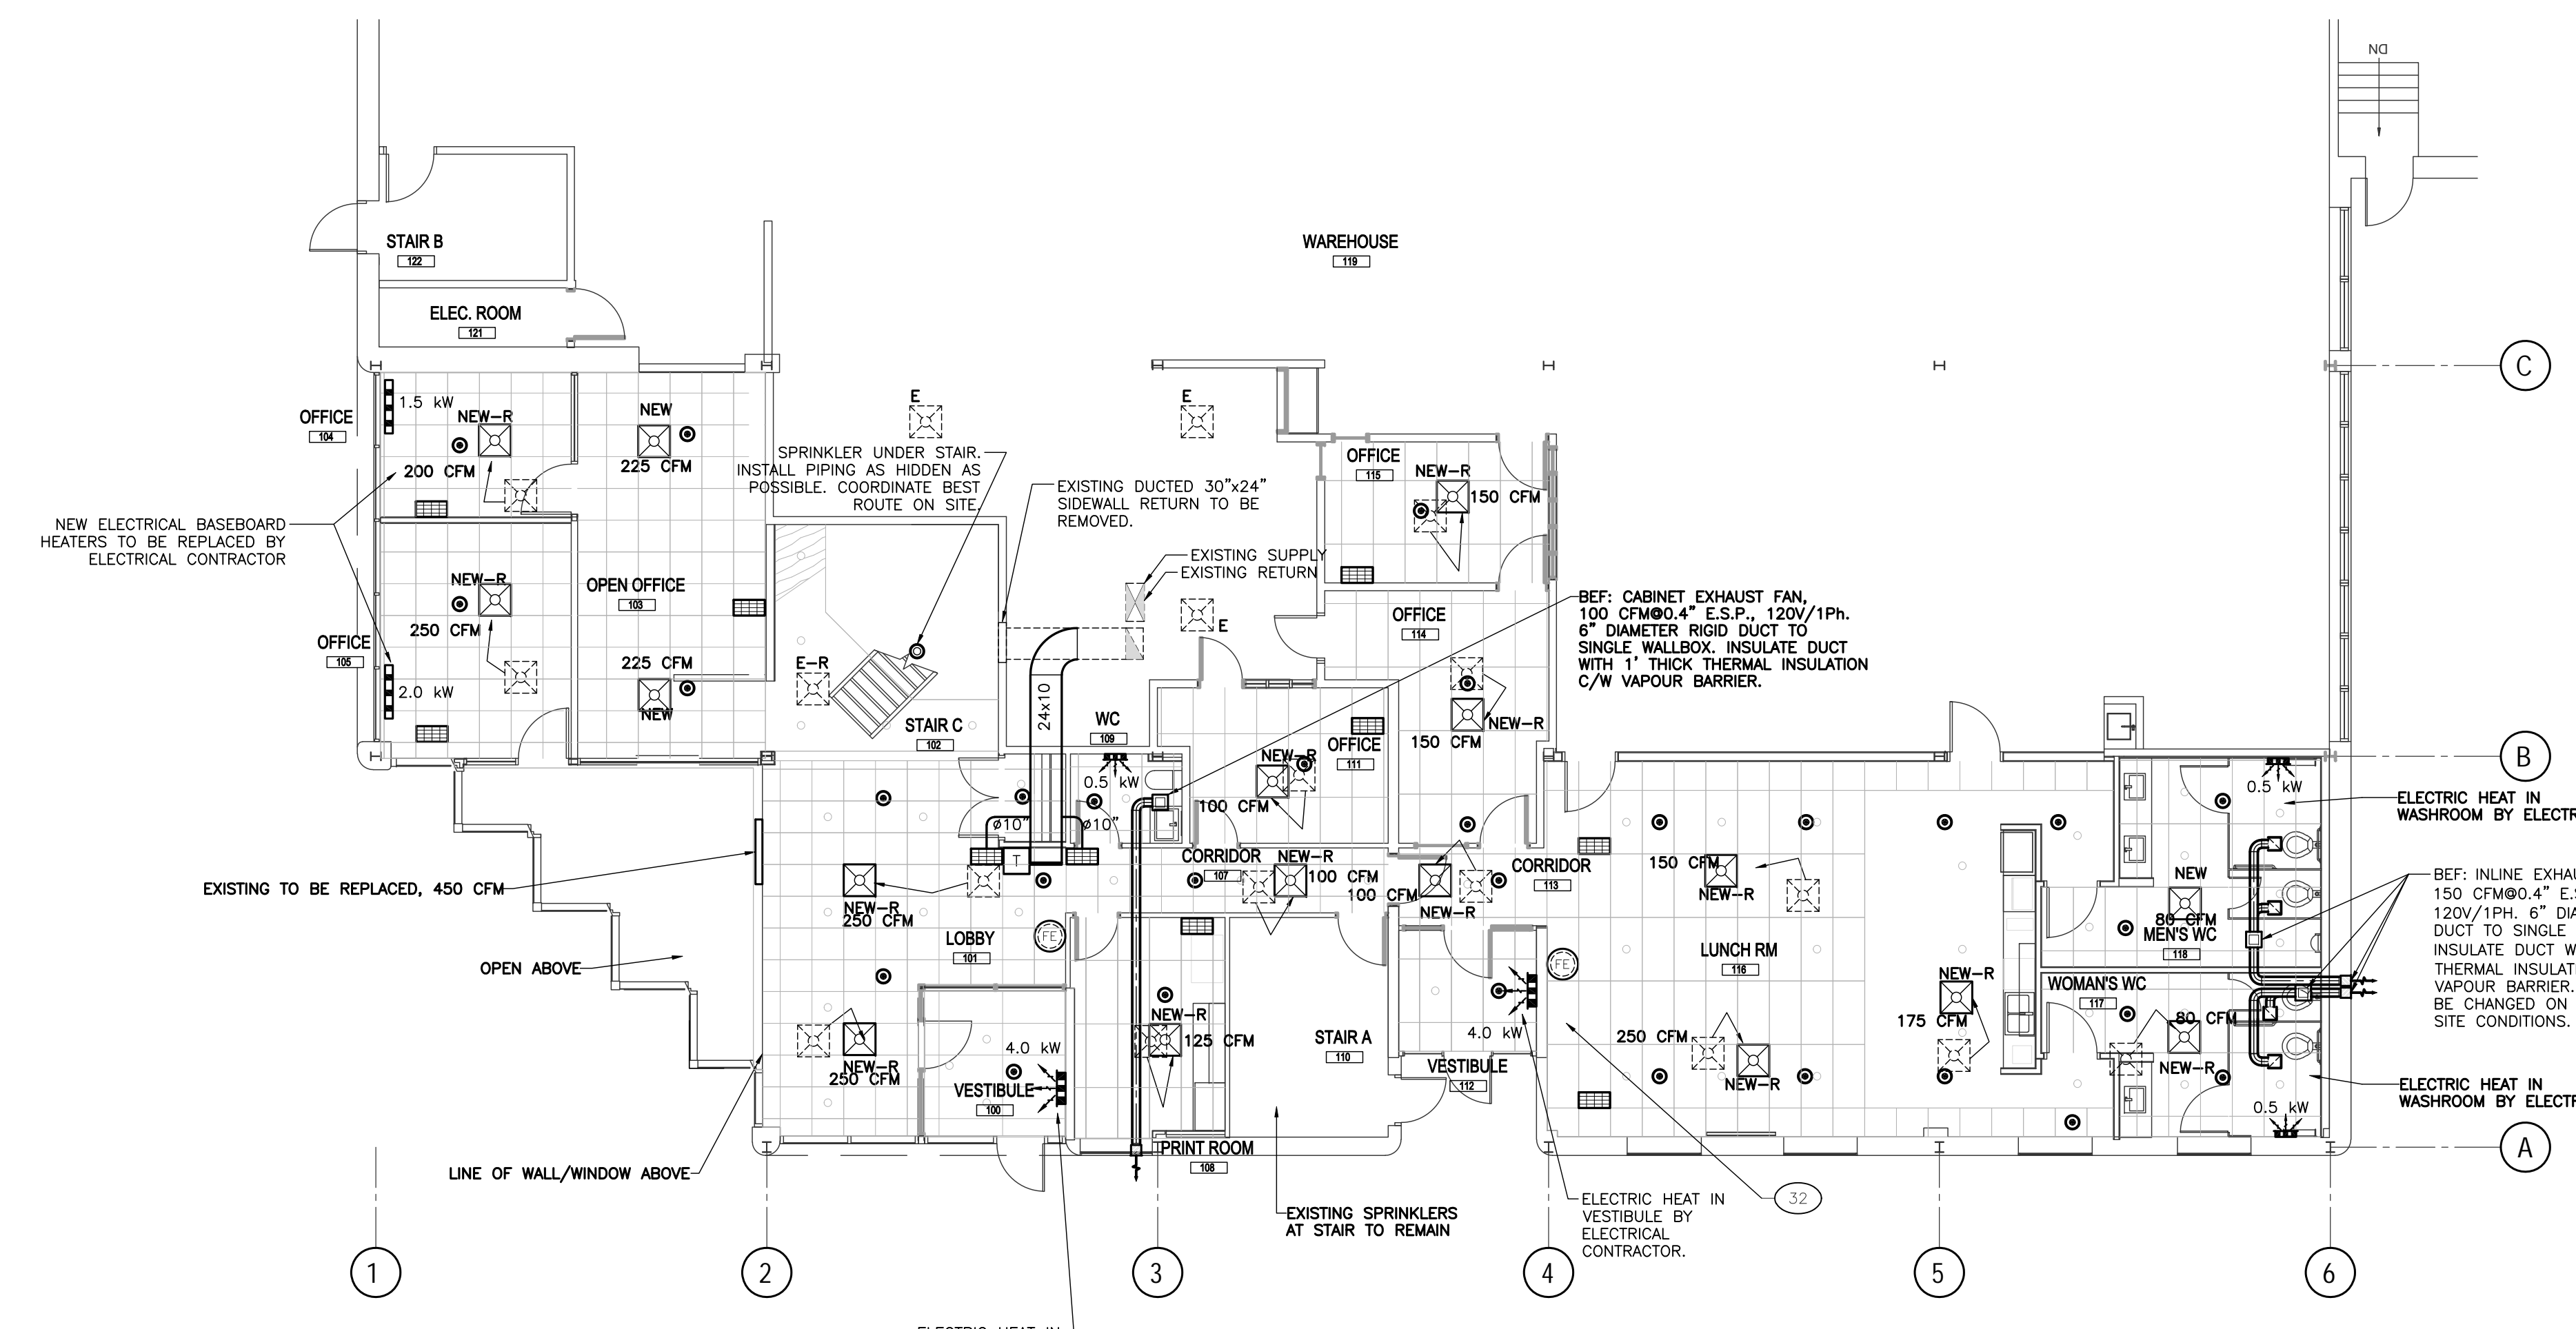 DN
STAIR B
122
WAREHOUSE
119
ELEC. ROOM
121
C
OFFICE
104
1.5 kW
NEW-R
200 CFM
NEW
225 CFM
E
E
SPRINKLER UNDER STAIR.
INSTALL PIPING AS HIDDEN AS
POSSIBLE. COORDINATE BEST
ROUTE ON SITE.
EXISTING DUCTED 30"x24"
SIDEWALL RETURN TO BE
REMOVED.
EXISTING SUPPLY
EXISTING RETURN
E
OFFICE
115
NEW-R
150 CFM
NEW ELECTRICAL BASEBOARD
HEATERS TO BE REPLACED BY
ELECTRICAL CONTRACTOR
NEW-R
250 CFM
OPEN OFFICE
103
OFFICE
105
2.0 kW
225 CFM
NEW
E-R
STAIR C
102
24x10
OFFICE
114
NEW-R
150 CFM
BEF: CABINET EXHAUST FAN,
100 CFM@0.4" E.S.P., 120V/1Ph.
6" DIAMETER RIGID DUCT TO
SINGLE WALLBOX. INSULATE DUCT
WITH 1' THICK THERMAL INSULATION
C/W VAPOUR BARRIER.
WC
109
0.5 kW
OFFICE
111
NEW-R
100 CFM
B
0.5 kW
ELECTRIC HEAT IN
WASHROOM BY ELECTR
ø10"
ø10"
T
EXISTING TO BE REPLACED, 450 CFM
NEW-R
250 CFM
CORRIDOR
107
NEW-R
100 CFM
100 CFM
NEW-R
CORRIDOR
113
150 CFM
NEW-R
NEW
80 CFM
MEN'S WC
118
BEF: INLINE EXHAU
150 CFM@0.4" E.S
120V/1PH. 6" DIA
DUCT TO SINGLE
INSULATE DUCT W
THERMAL INSULAT
VAPOUR BARRIER.
BE CHANGED ON
SITE CONDITIONS.
FE
LOBBY
101
OPEN ABOVE
FE
LUNCH RM
116
NEW-R
175 CFM
WOMAN'S WC
117
80 CFM
NEW-R
NEW-R
250 CFM
4.0 kW
VESTIBULE
100
NEW-R
125 CFM
STAIR A
110
4.0 kW
VESTIBULE
112
250 CFM
NEW-R
0.5 kW
ELECTRIC HEAT IN
WASHROOM BY ELECTR
A
PRINT ROOM
108
LINE OF WALL/WINDOW ABOVE
EXISTING SPRINKLERS
AT STAIR TO REMAIN
ELECTRIC HEAT IN
VESTIBULE BY
ELECTRICAL
CONTRACTOR.
32
1
2
3
4
5
6
ELECTRIC HEAT IN